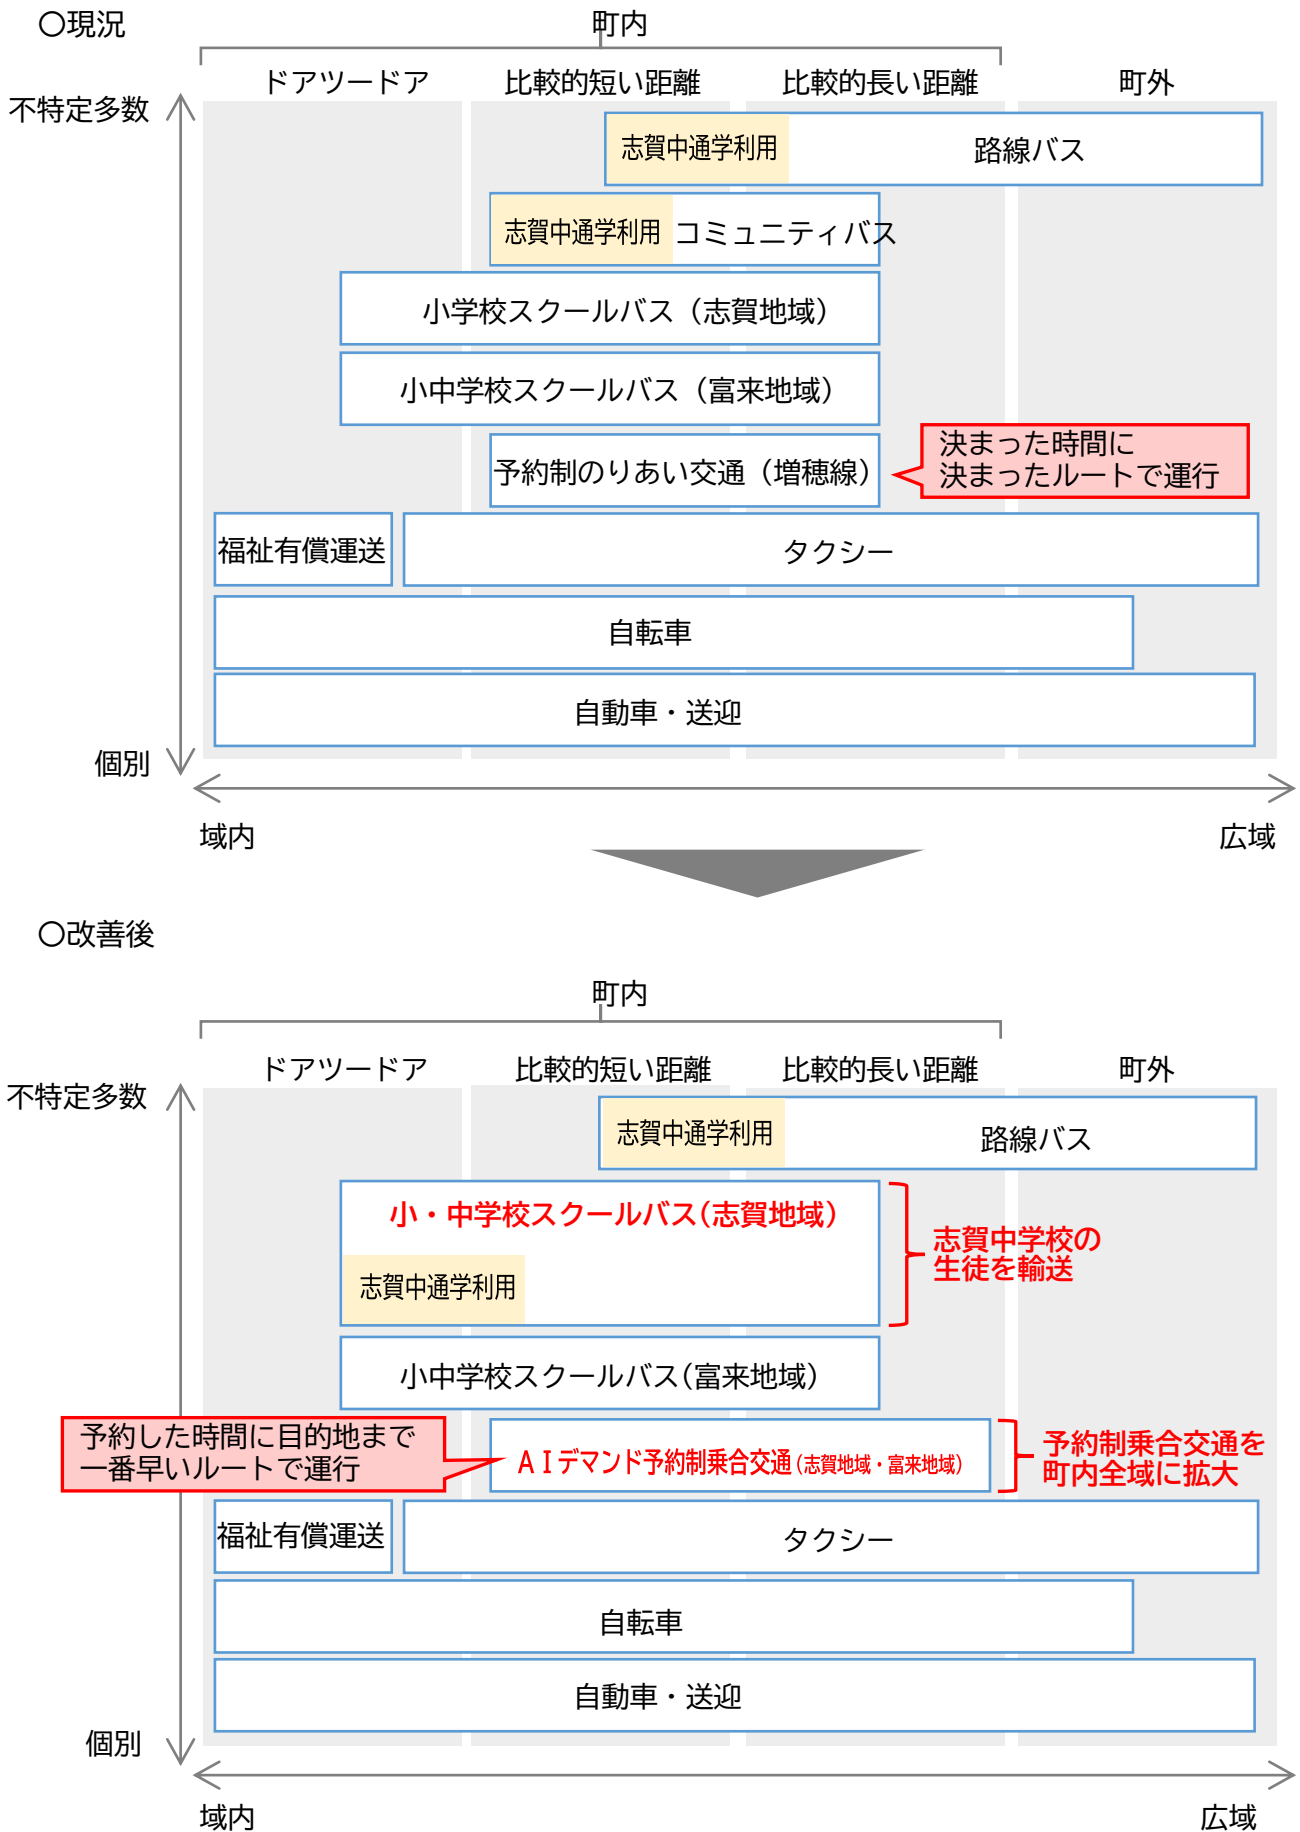 〇現況
町内
ドアツードア
比較的短い距離
比較的長い距離
町外
不特定多数
志賀中通学利用
路線バス
志賀中通学利用
コミュニティバス
小学校スクールバス（志賀地域）
小中学校スクールバス（富来地域）
予約制のりあい交通（増穂線）
決まった時間に
決まったルートで運行
福祉有償運送
タクシー
自転車
自動車・送迎
個別
域内
広域
〇改善後
町内
ドアツードア
比較的短い距離
比較的長い距離
町外
不特定多数
志賀中通学利用
路線バス
小・中学校スクールバス(志賀地域)
志賀中通学利用
志賀中学校の
生徒を輸送
小中学校スクールバス(富来地域)
予約した時間に目的地まで
一番早いルートで運行
ＡＩデマンド予約制乗合交通(志賀地域・富来地域)
予約制乗合交通を
町内全域に拡大
福祉有償運送
タクシー
自転車
自動車・送迎
個別
域内
広域